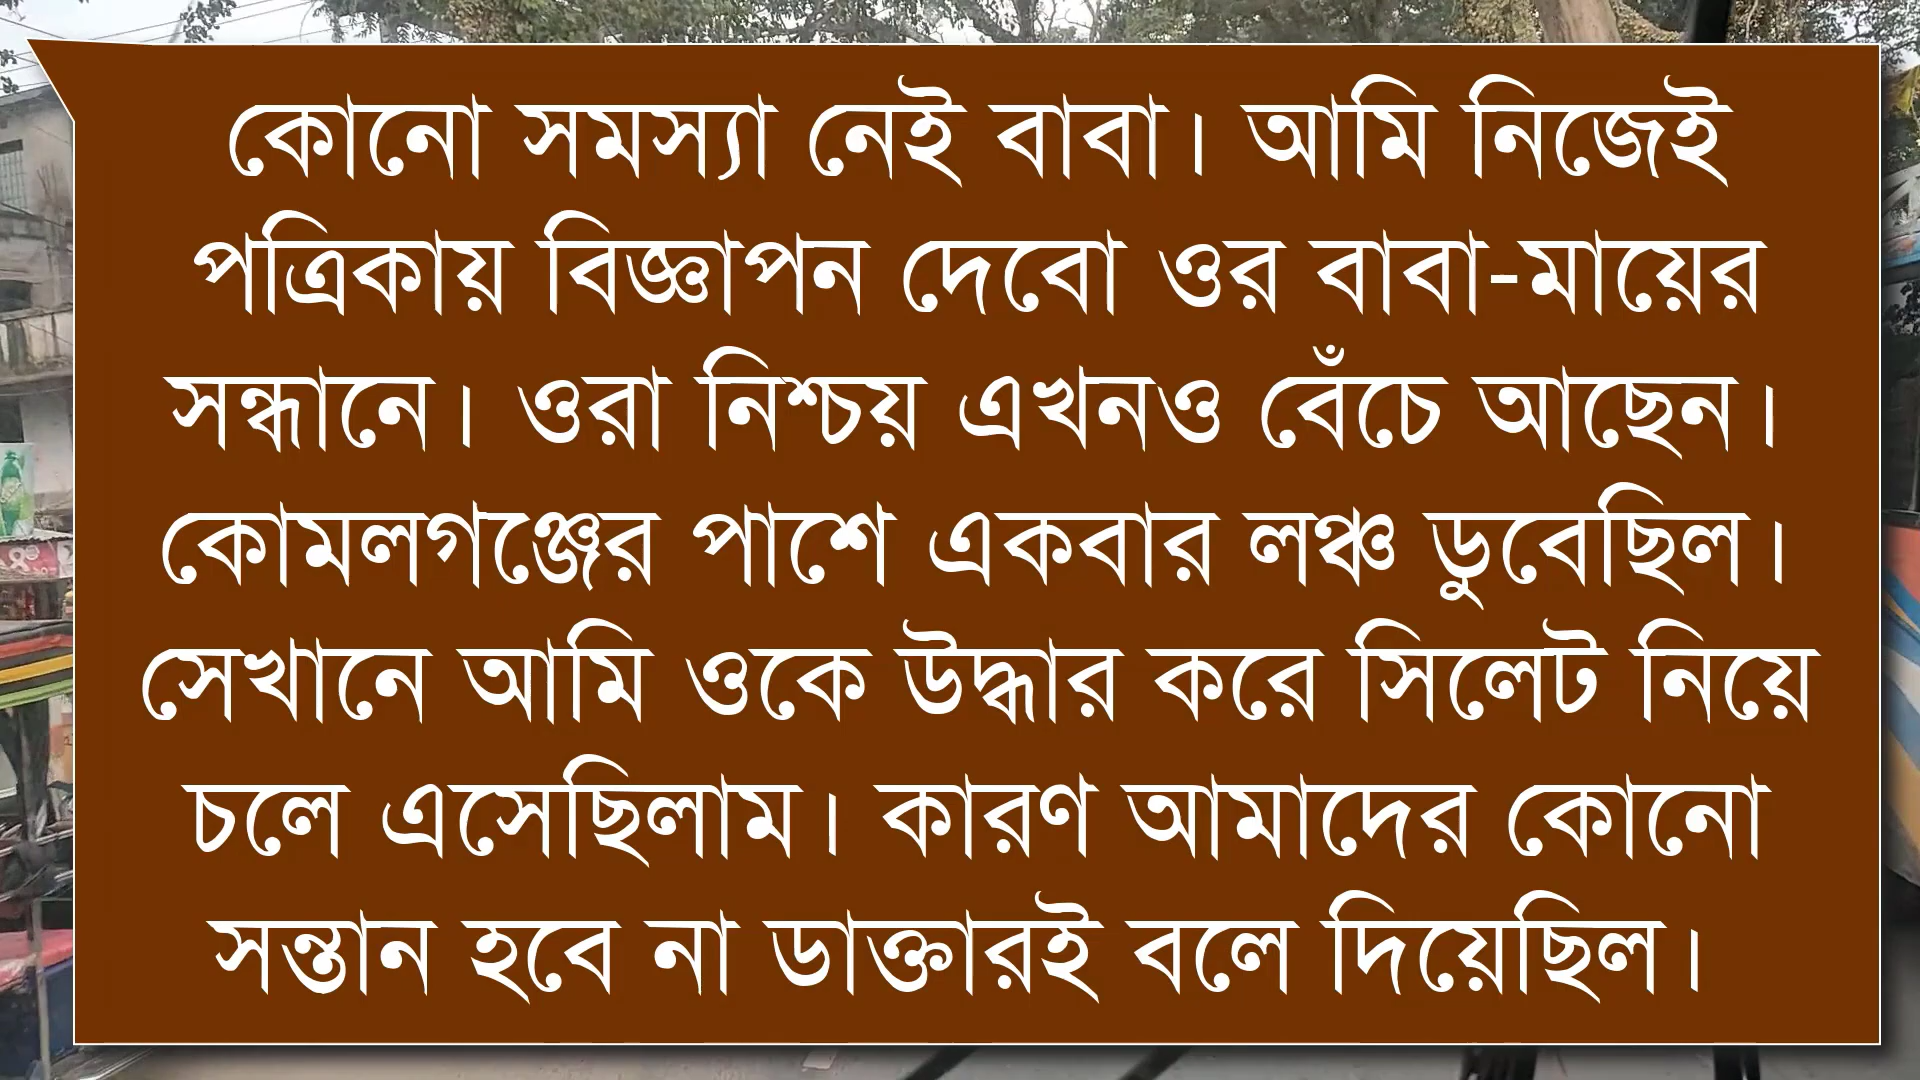 কোনো সমস্যা নেই বাবা। আমি নিজেই
পত্রিকায় বিজ্ঞাপন দেবো ওর বাবা-মায়ের
সন্ধানে। ওরা নিশ্চয় এখনও বেঁচে আছেন।
কোমলগঞ্জের পাশে একবার লঞ্চ ডুবেছিল।
সেখানে আমি ওকে উদ্ধার করে সিলেট নিয়ে
চলে এসেছিলাম। কারণ আমাদের কোনো
সন্তান হবে না ডাক্তারই বলে দিয়েছিল।